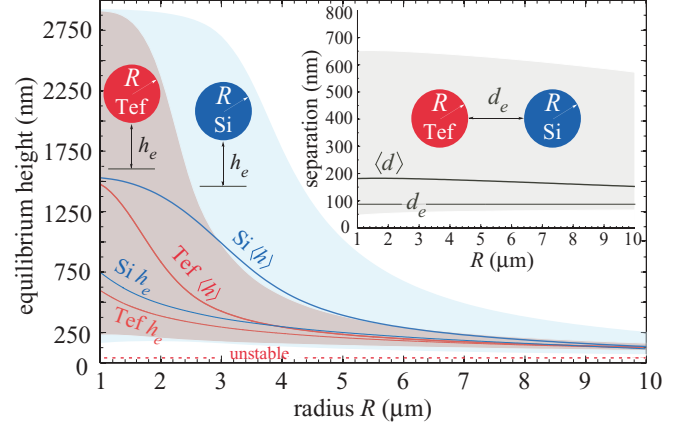 equilibrium height (nm)
2750
2250
1750
1250
750
250
0
R
Tef
h_e
R
Si
h_e
Si ⟨h⟩
Tef ⟨h⟩
Si h_e
Tef h_e
unstable
1 2 3 4 5 6 7 8 9 10
radius R (μm)
separation (nm)
800
700
600
500
400
300
200
100
0
R
Tef
d_e
R
Si
⟨d⟩
d_e
1 2 3 4 5 6 7 8 9 10
R (μm)